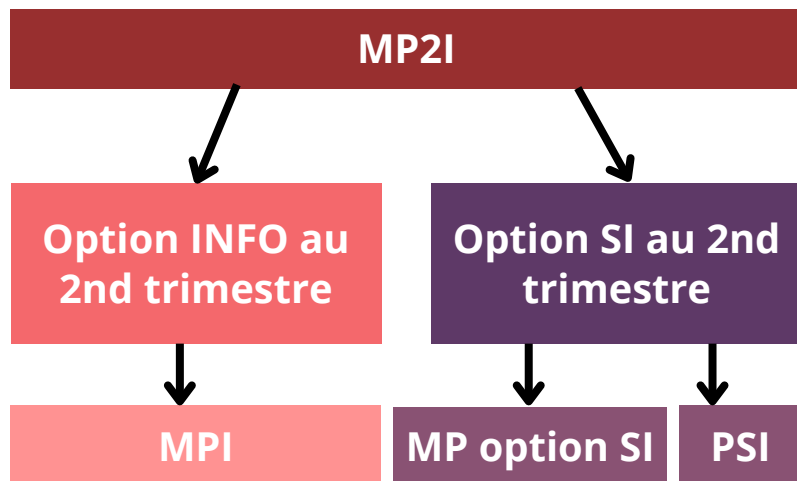 MP2I
Option INFO au
2nd trimestre
Option SI au 2nd
trimestre
MPI
MP option SI
PSI